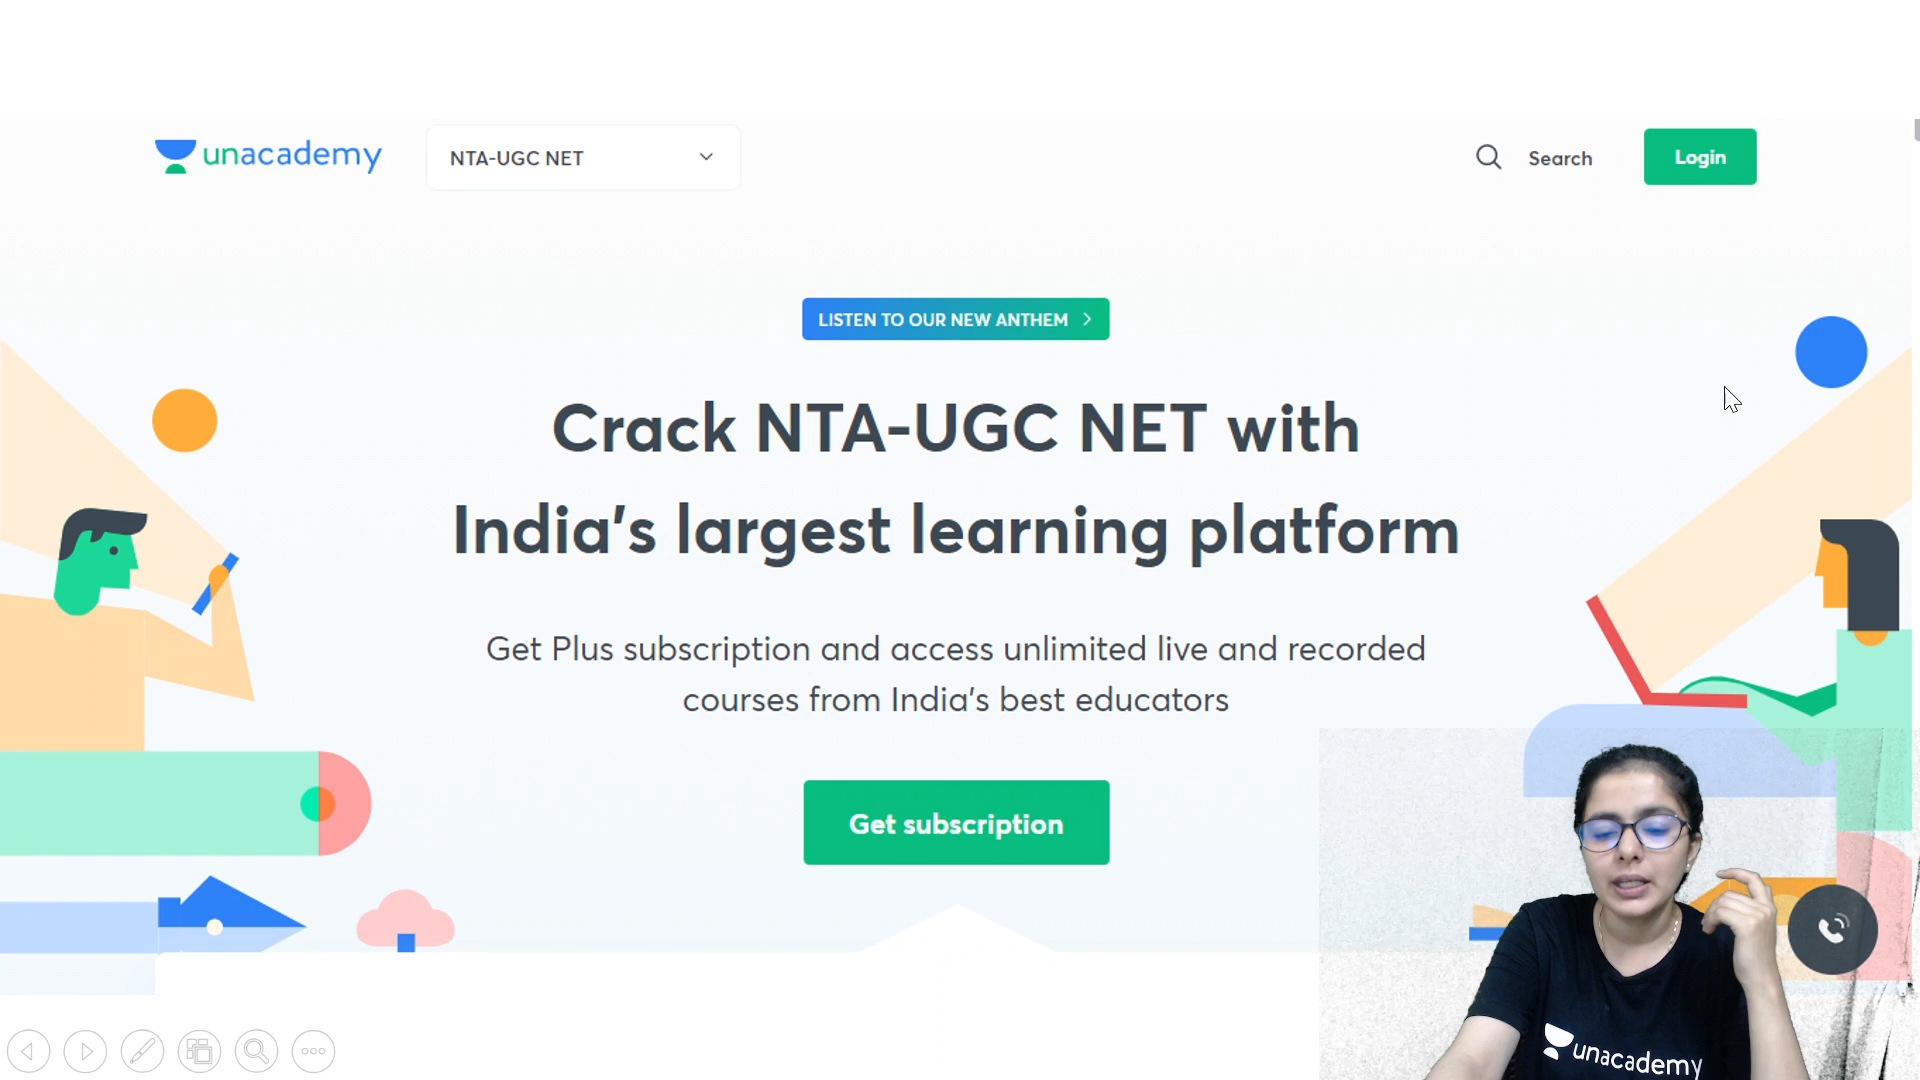 unacademy
NTA-UGC NET
Search
Login
LISTEN TO OUR NEW ANTHEM
Crack NTA-UGC NET with
India's largest learning platform
Get Plus subscription and access unlimited live and recorded
courses from India's best educators
Get subscription
unacademy